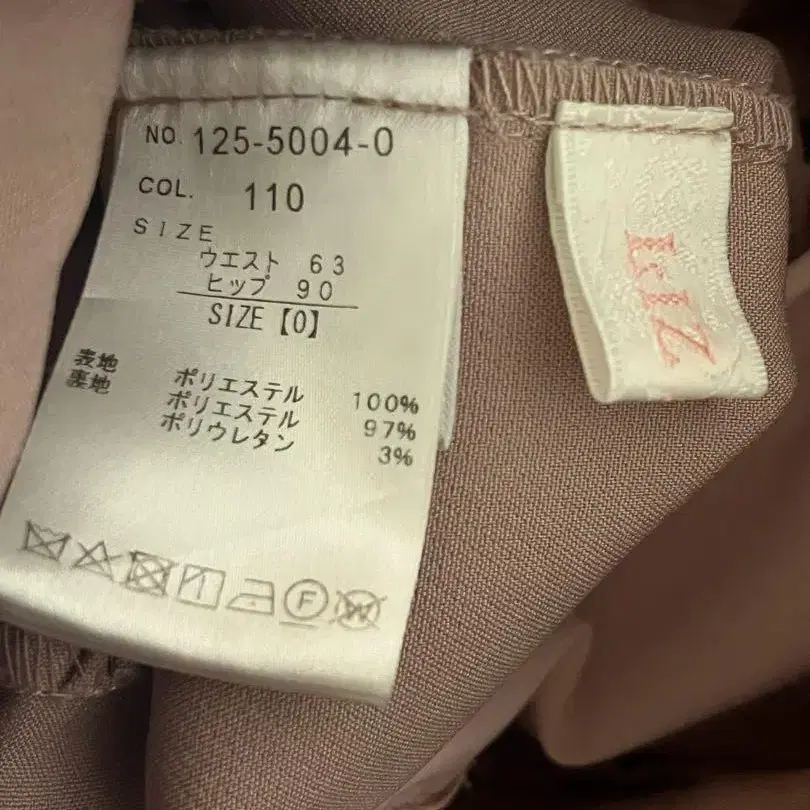 NO. 125-5004-0
COL. 110
SIZE
ウエスト 63
ヒップ 90
SIZE【0】
表地 ポリエステル 100%
裏地 ポリエステル 97%
ポリウレタン 3%
F
W
LIZ